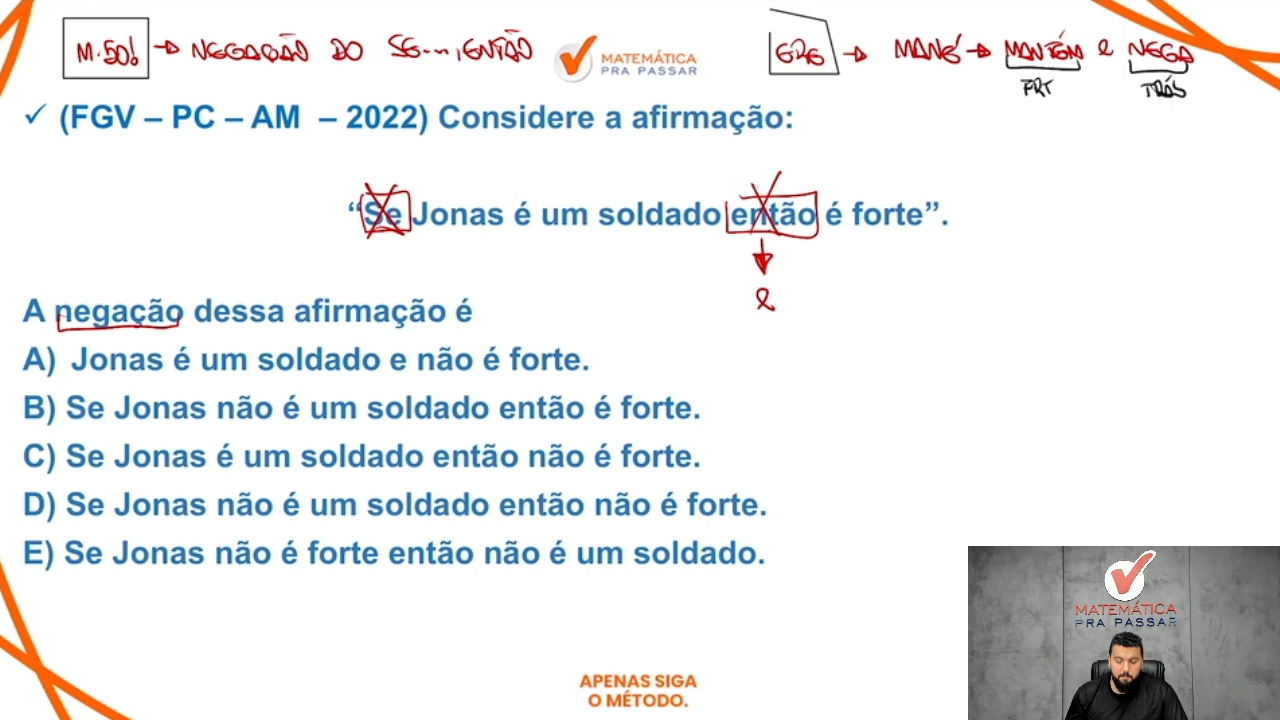 M.50! → NEGAÇÃO DO SE...,ENTÃO
MATEMÁTICA
PRA PASSAR
→ MANÉ → MANTÉM e NEGA
FRT TRÁS
✓ (FGV – PC – AM – 2022) Considere a afirmação:
“Se Jonas é um soldado então é forte”.
e
A negação dessa afirmação é
A) Jonas é um soldado e não é forte.
B) Se Jonas não é um soldado então é forte.
C) Se Jonas é um soldado então não é forte.
D) Se Jonas não é um soldado então não é forte.
E) Se Jonas não é forte então não é um soldado.
MATEMÁTICA
PRA PASSAR
APENAS SIGA
O MÉTODO.